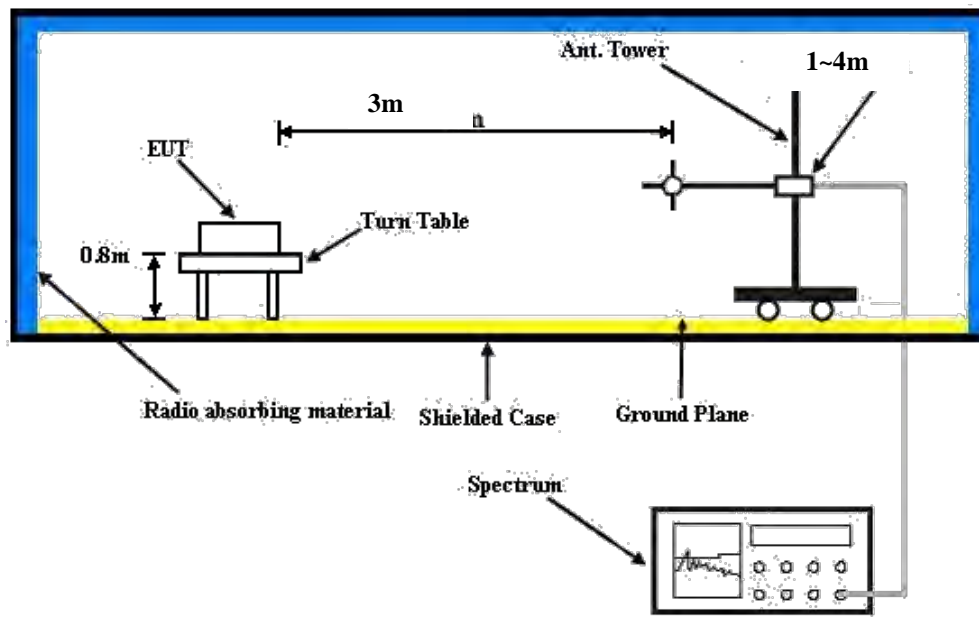 Ant. Tower
1~4m
3m
n
EUT
Turn Table
0.8m
Radio absorbing material
Shielded Case
Ground Plane
Spectrum